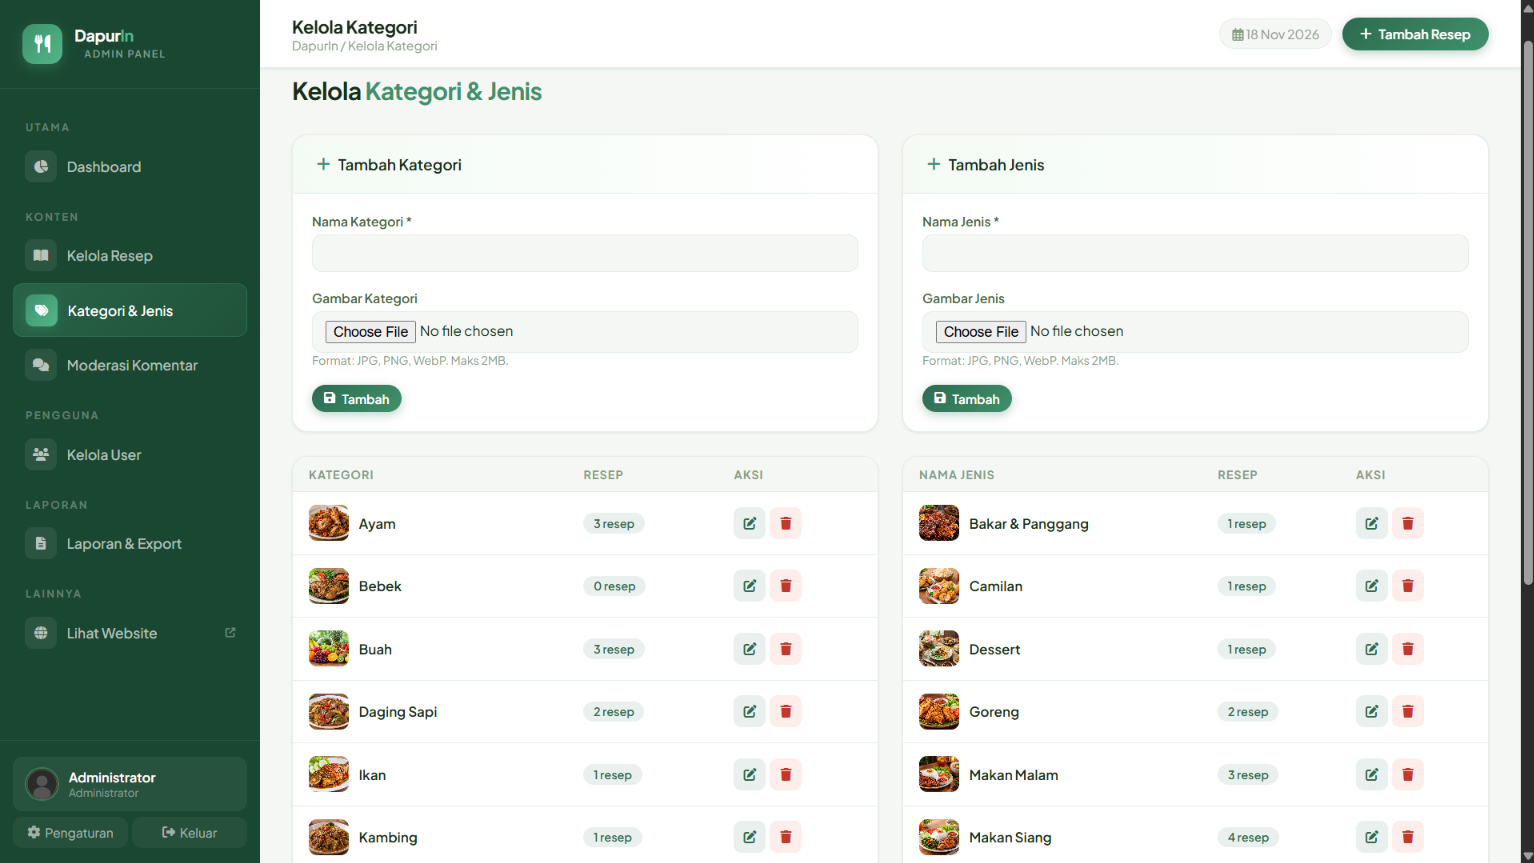 DapurIn
ADMIN PANEL
UTAMA
Dashboard
KONTEN
Kelola Resep
Kategori & Jenis
Moderasi Komentar
PENGGUNA
Kelola User
LAPORAN
Laporan & Export
LAINNYA
Lihat Website
Administrator
Administrator
Pengaturan
Keluar
Kelola Kategori
DapurIn / Kelola Kategori
18 Nov 2026
+ Tambah Resep
Kelola Kategori & Jenis
+ Tambah Kategori
Nama Kategori *
Gambar Kategori
Choose File No file chosen
Format: JPG, PNG, WebP. Maks 2MB.
Tambah
+ Tambah Jenis
Nama Jenis *
Gambar Jenis
Choose File No file chosen
Format: JPG, PNG, WebP. Maks 2MB.
Tambah
KATEGORI RESEP AKSI
Ayam 3 resep
Bebek 0 resep
Buah 3 resep
Daging Sapi 2 resep
Ikan 1 resep
Kambing 1 resep
NAMA JENIS RESEP AKSI
Bakar & Panggang 1 resep
Camilan 1 resep
Dessert 1 resep
Goreng 2 resep
Makan Malam 3 resep
Makan Siang 4 resep